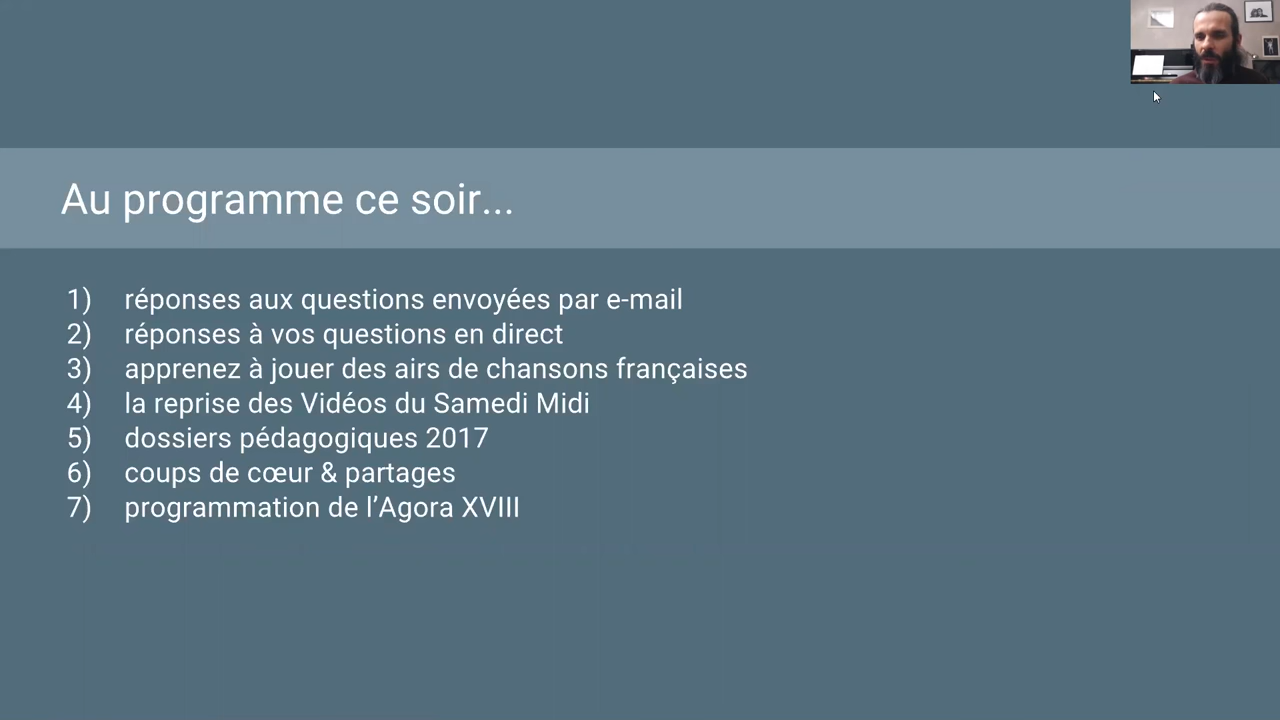 Au programme ce soir...
1) réponses aux questions envoyées par e-mail
2) réponses à vos questions en direct
3) apprenez à jouer des airs de chansons françaises
4) la reprise des Vidéos du Samedi Midi
5) dossiers pédagogiques 2017
6) coups de cœur & partages
7) programmation de l’Agora XVIII